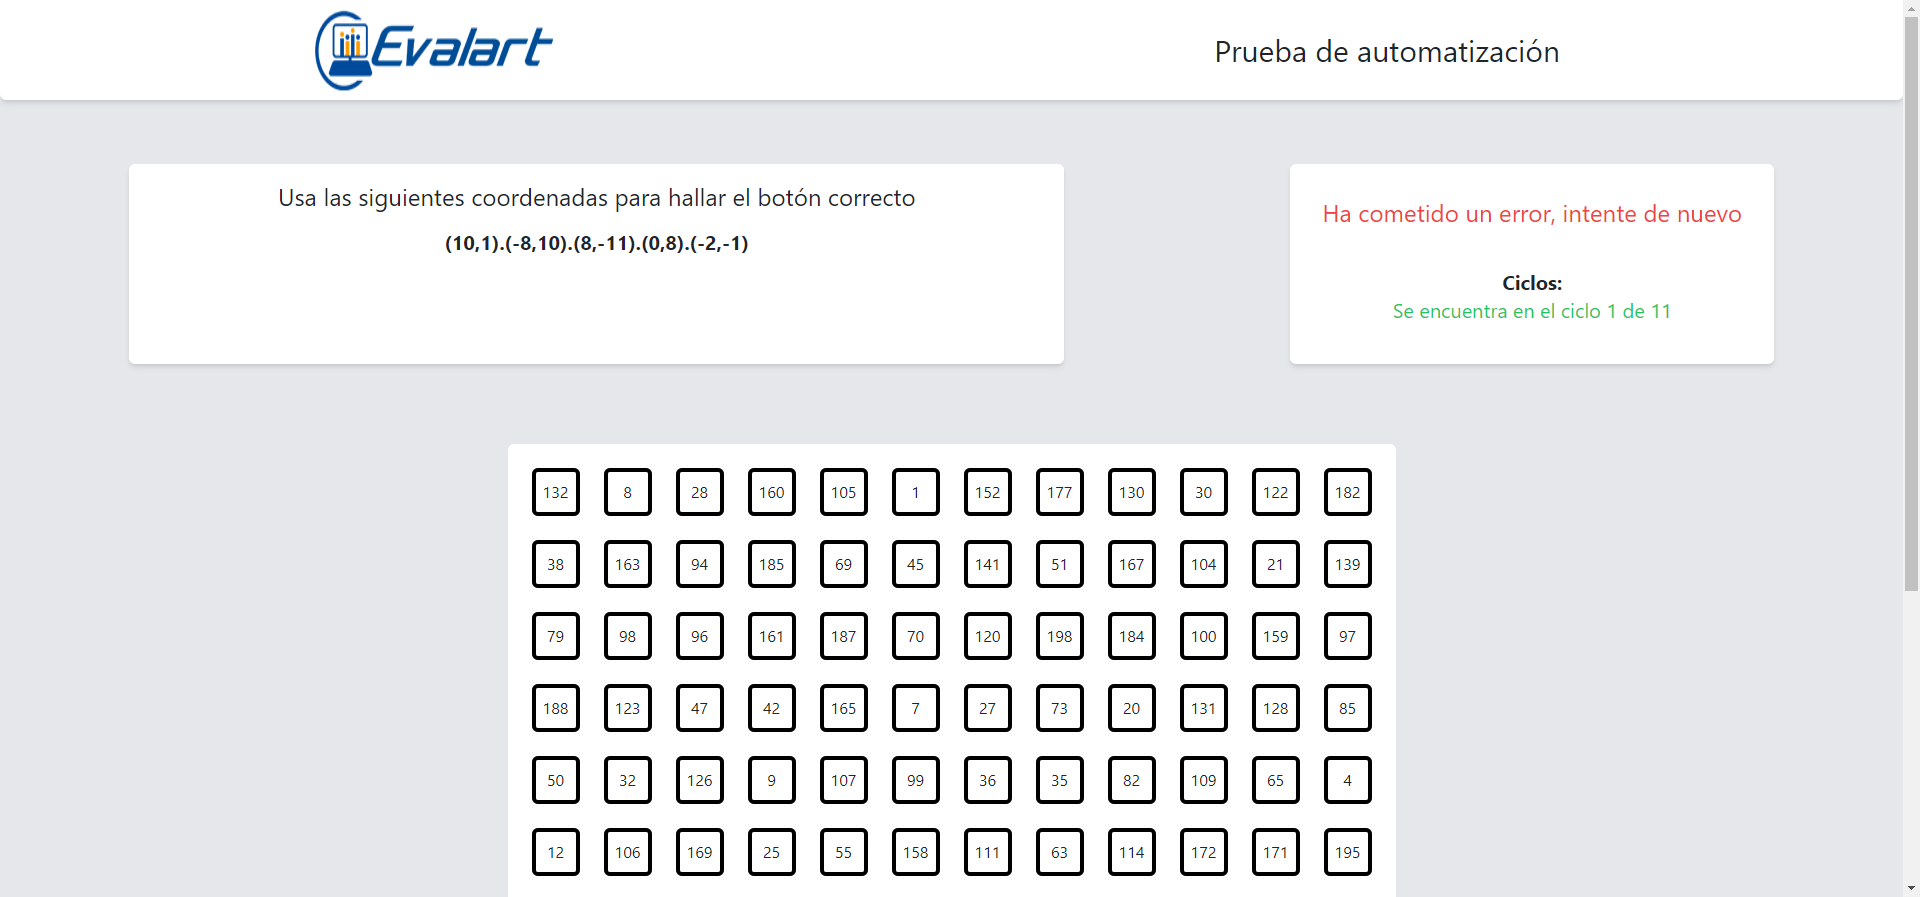 Evalart
Prueba de automatización
Usa las siguientes coordenadas para hallar el botón correcto
(10,1).(-8,10).(8,-11).(0,8).(-2,-1)
Ha cometido un error, intente de nuevo
Ciclos:
Se encuentra en el ciclo 1 de 11
132 8 28 160 105 1 152 177 130 30 122 182
38 163 94 185 69 45 141 51 167 104 21 139
79 98 96 161 187 70 120 198 184 100 159 97
188 123 47 42 165 7 27 73 20 131 128 85
50 32 126 9 107 99 36 35 82 109 65 4
12 106 169 25 55 158 111 63 114 172 171 195